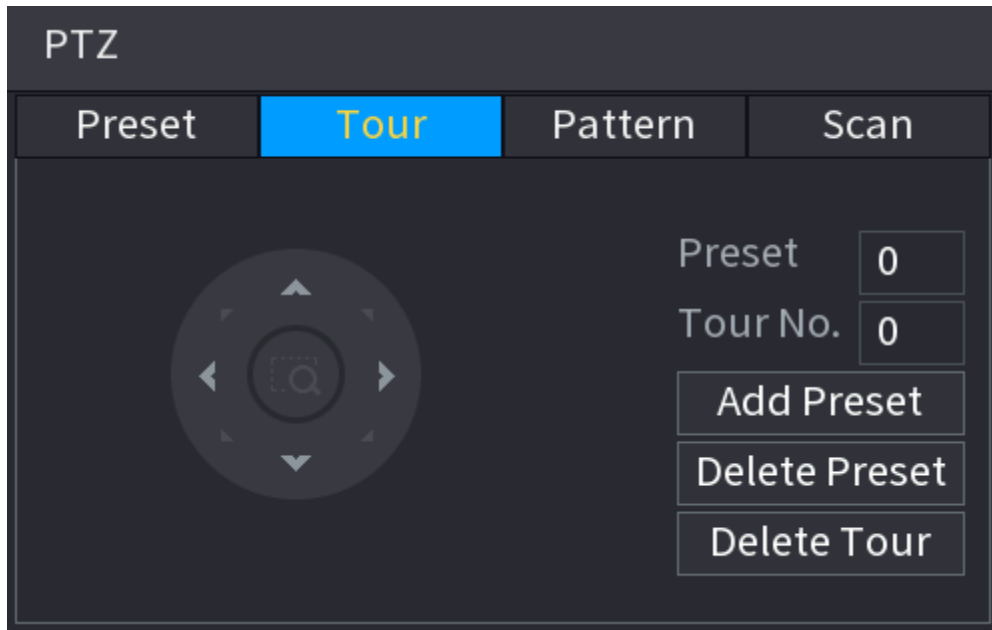 PTZ
Preset Tour Pattern Scan
Preset 0
Tour No. 0
Add Preset
Delete Preset
Delete Tour